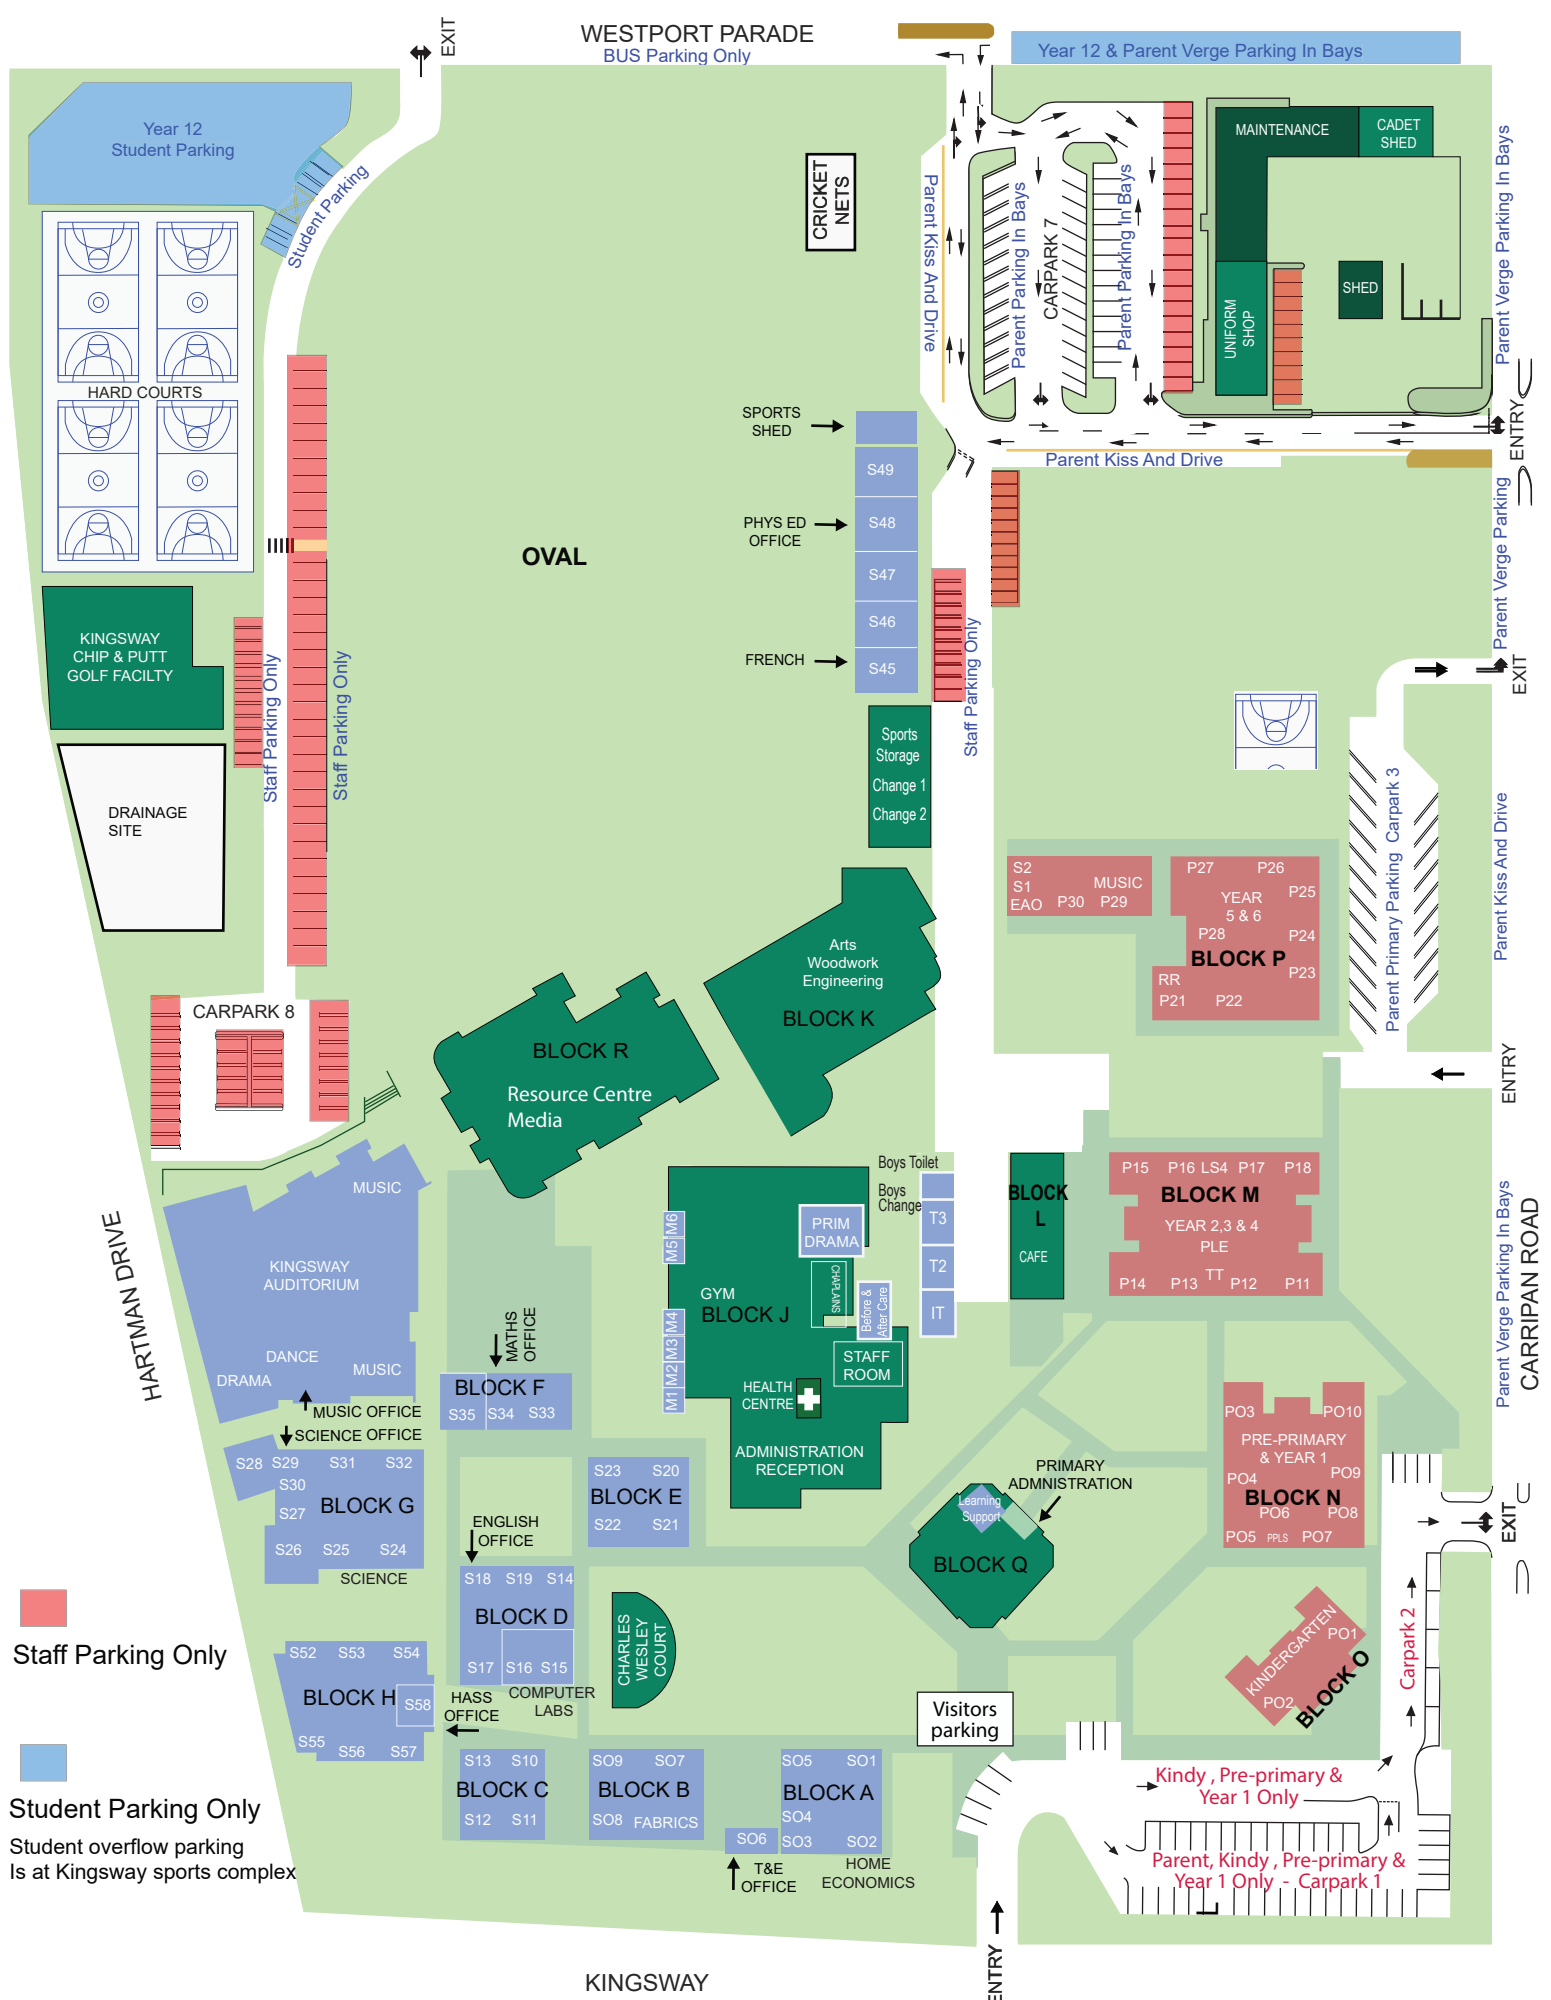 WESTPORT PARADE
BUS Parking Only
EXIT
Year 12 & Parent Verge Parking In Bays
Year 12
Student Parking
Student Parking
CRICKET
NETS
Parent Kiss And Drive
Parent Parking In Bays
CARPARK 7
Parent Parking In Bays
MAINTENANCE
CADET
SHED
UNIFORM
SHOP
SHED
Parent Verge Parking In Bays
ENTRY
HARD COURTS
SPORTS
SHED
S49
PHYS ED
OFFICE
S48
S47
S46
FRENCH
S45
Parent Kiss And Drive
Parent Verge Parking
EXIT
OVAL
KINGSWAY
CHIP & PUTT
GOLF FACILTY
Staff Parking Only
Staff Parking Only
Staff Parking Only
DRAINAGE
SITE
Sports
Storage
Change 1
Change 2
Parent Primary Parking Carpark 3
Parent Kiss And Drive
S2
S1
EAO
P30
MUSIC
P29
P27
P26
P25
YEAR
5 & 6
P28
P24
BLOCK P
P23
RR
P21
P22
Arts
Woodwork
Engineering
BLOCK K
CARPARK 8
BLOCK R
Resource Centre
Media
ENTRY
HARTMAN DRIVE
MUSIC
KINGSWAY
AUDITORIUM
DANCE
DRAMA
MUSIC
MUSIC OFFICE
SCIENCE OFFICE
Boys Toilet
Boys
Change
T3
T2
IT
BLOCK
L
CAFE
P15
P16
LS4
P17
P18
BLOCK M
YEAR 2,3 & 4
PLE
TT
P14
P13
P12
P11
Parent Verge Parking In Bays
CARRIPAN ROAD
M6
M5
M4
M3
M2
M1
PRIM
DRAMA
CHAPLAINS
GYM
BLOCK J
Before &
After Care
STAFF
ROOM
HEALTH
CENTRE
ADMINISTRATION
RECEPTION
MATHS
OFFICE
BLOCK F
S35
S34
S33
S28
S29
S31
S32
S30
S27
BLOCK G
S26
S25
S24
SCIENCE
S23
S20
BLOCK E
S22
S21
ENGLISH
OFFICE
S18
S19
S14
BLOCK D
S17
S16
S15
COMPUTER
LABS
CHARLES
WESLEY
COURT
PRIMARY
ADMNISTRATION
Learning
Support
BLOCK Q
PO3
PO10
PRE-PRIMARY
& YEAR 1
PO4
PO9
BLOCK N
PO6
PO8
PO5
PPLS
PO7
EXIT
KINDERGARTEN
PO1
PO2
BLOCK O
Carpark 2
Staff Parking Only
S52
S53
S54
BLOCK H
S58
S55
S56
S57
HASS
OFFICE
Student Parking Only
Student overflow parking
Is at Kingsway sports complex
S13
S10
BLOCK C
S12
S11
SO9
SO7
BLOCK B
SO8
FABRICS
SO5
SO1
BLOCK A
SO4
SO6
SO3
SO2
T&E
OFFICE
HOME
ECONOMICS
Visitors
parking
Kindy , Pre-primary &
Year 1 Only
Parent, Kindy , Pre-primary &
Year 1 Only - Carpark 1
KINGSWAY
ENTRY